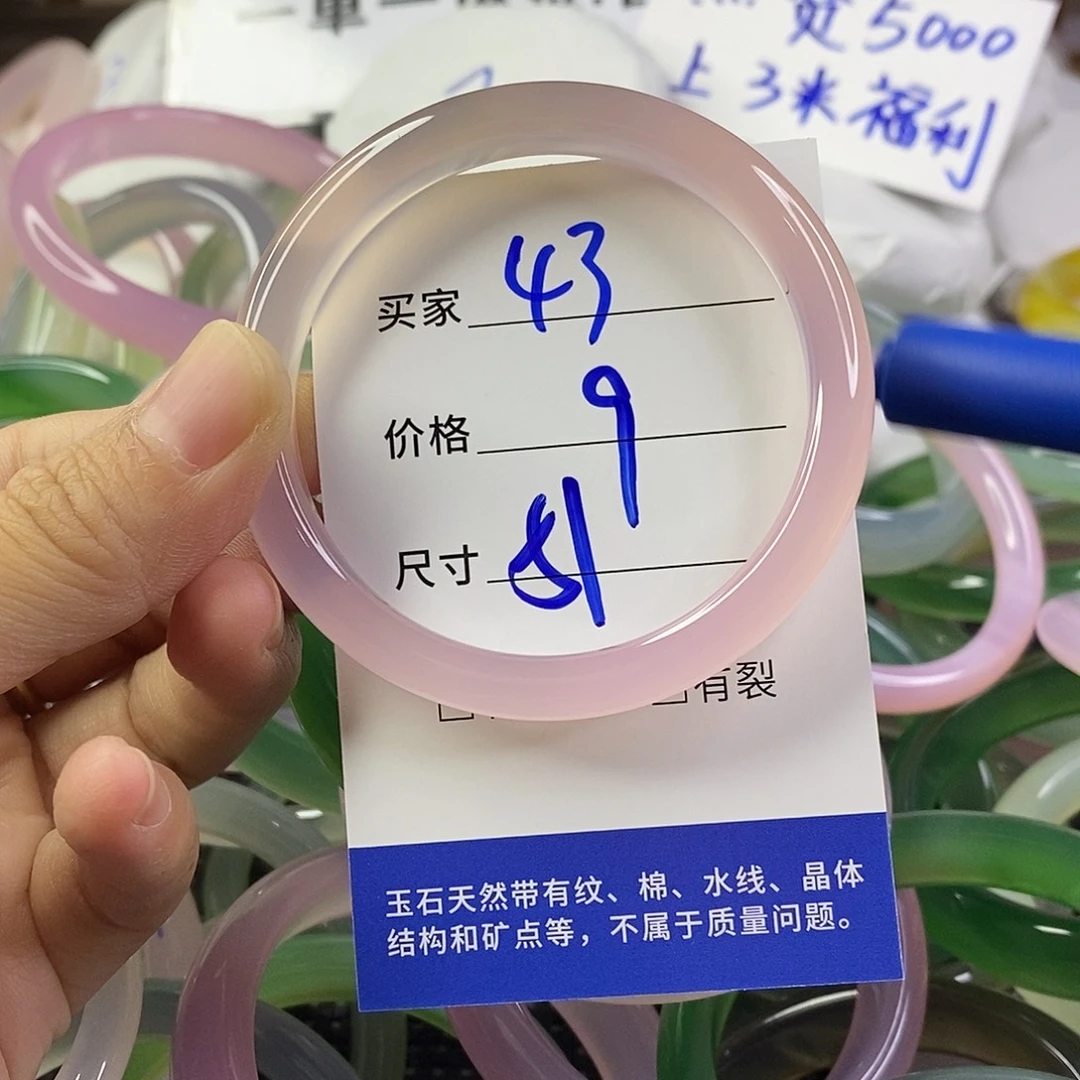 觉5000
上3米福利
买家 43
价格 9
尺寸 81
有裂
玉石天然带有纹、棉、水线、晶体
结构和矿点等，不属于质量问题。